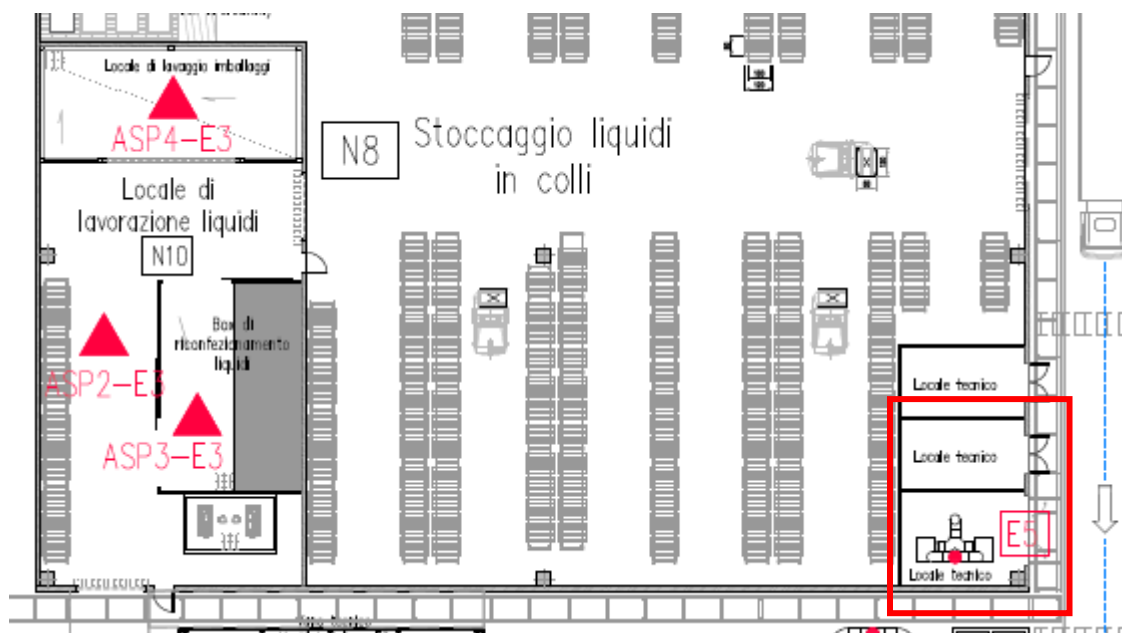 Locale di lavaggio imballaggi
ASP4-E3
N8
Stoccaggio liquidi
in colli
Locale di
lavorazione liquidi
N10
Box di
riconfezionamento
liquidi
ASP2-E3
ASP3-E3
Locale tecnico
Locale tecnico
E5
Locale tecnico